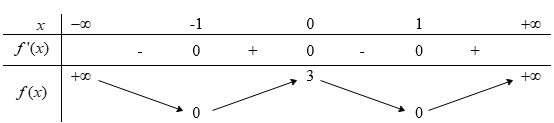 x −∞ -1 0 1 +∞
f'(x) - 0 + 0 - 0 +
+∞ 3 +∞
f(x)
0 0